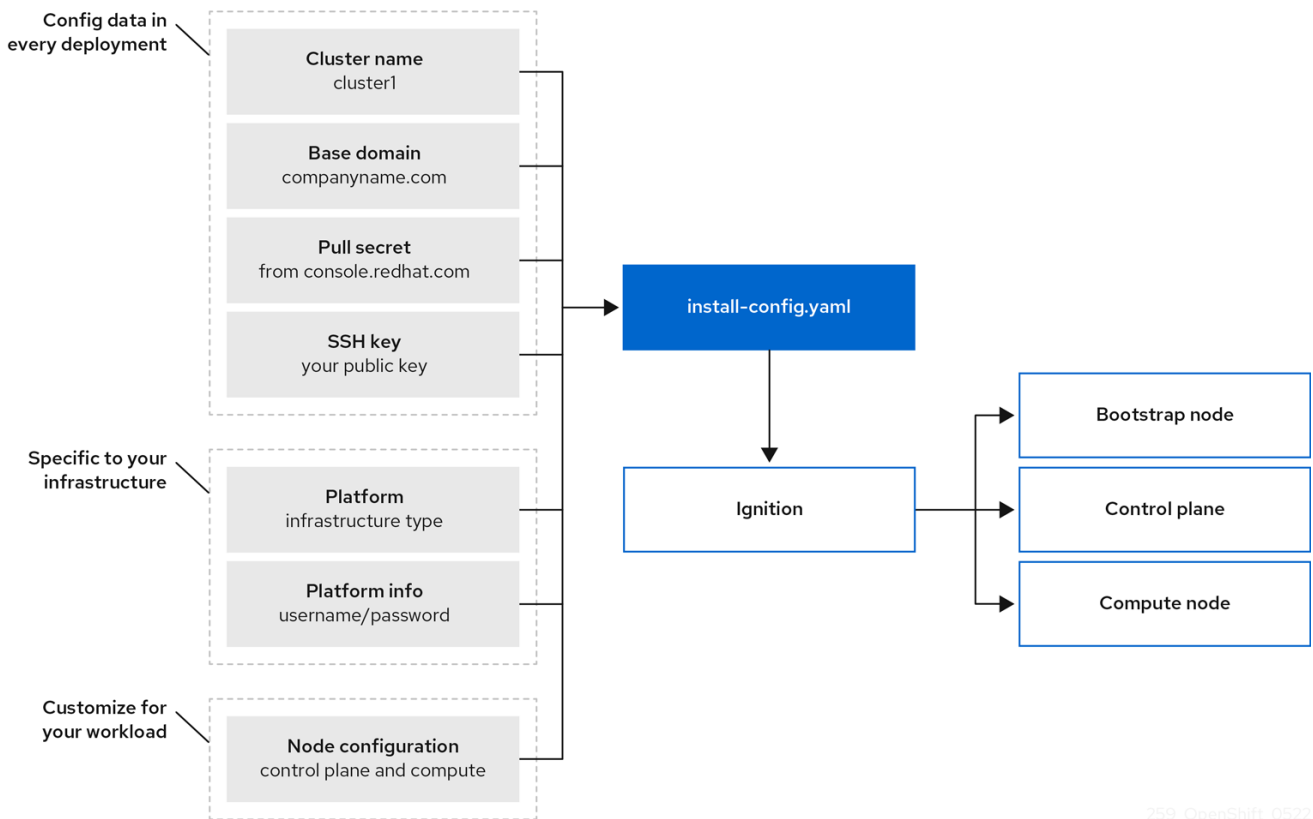 Config data in
every deployment
Cluster name
cluster1
Base domain
companyname.com
Pull secret
from console.redhat.com
SSH key
your public key
install-config.yaml
Specific to your
infrastructure
Platform
infrastructure type
Platform info
username/password
Ignition
Bootstrap node
Control plane
Compute node
Customize for
your workload
Node configuration
control plane and compute
259_OpenShift_0522